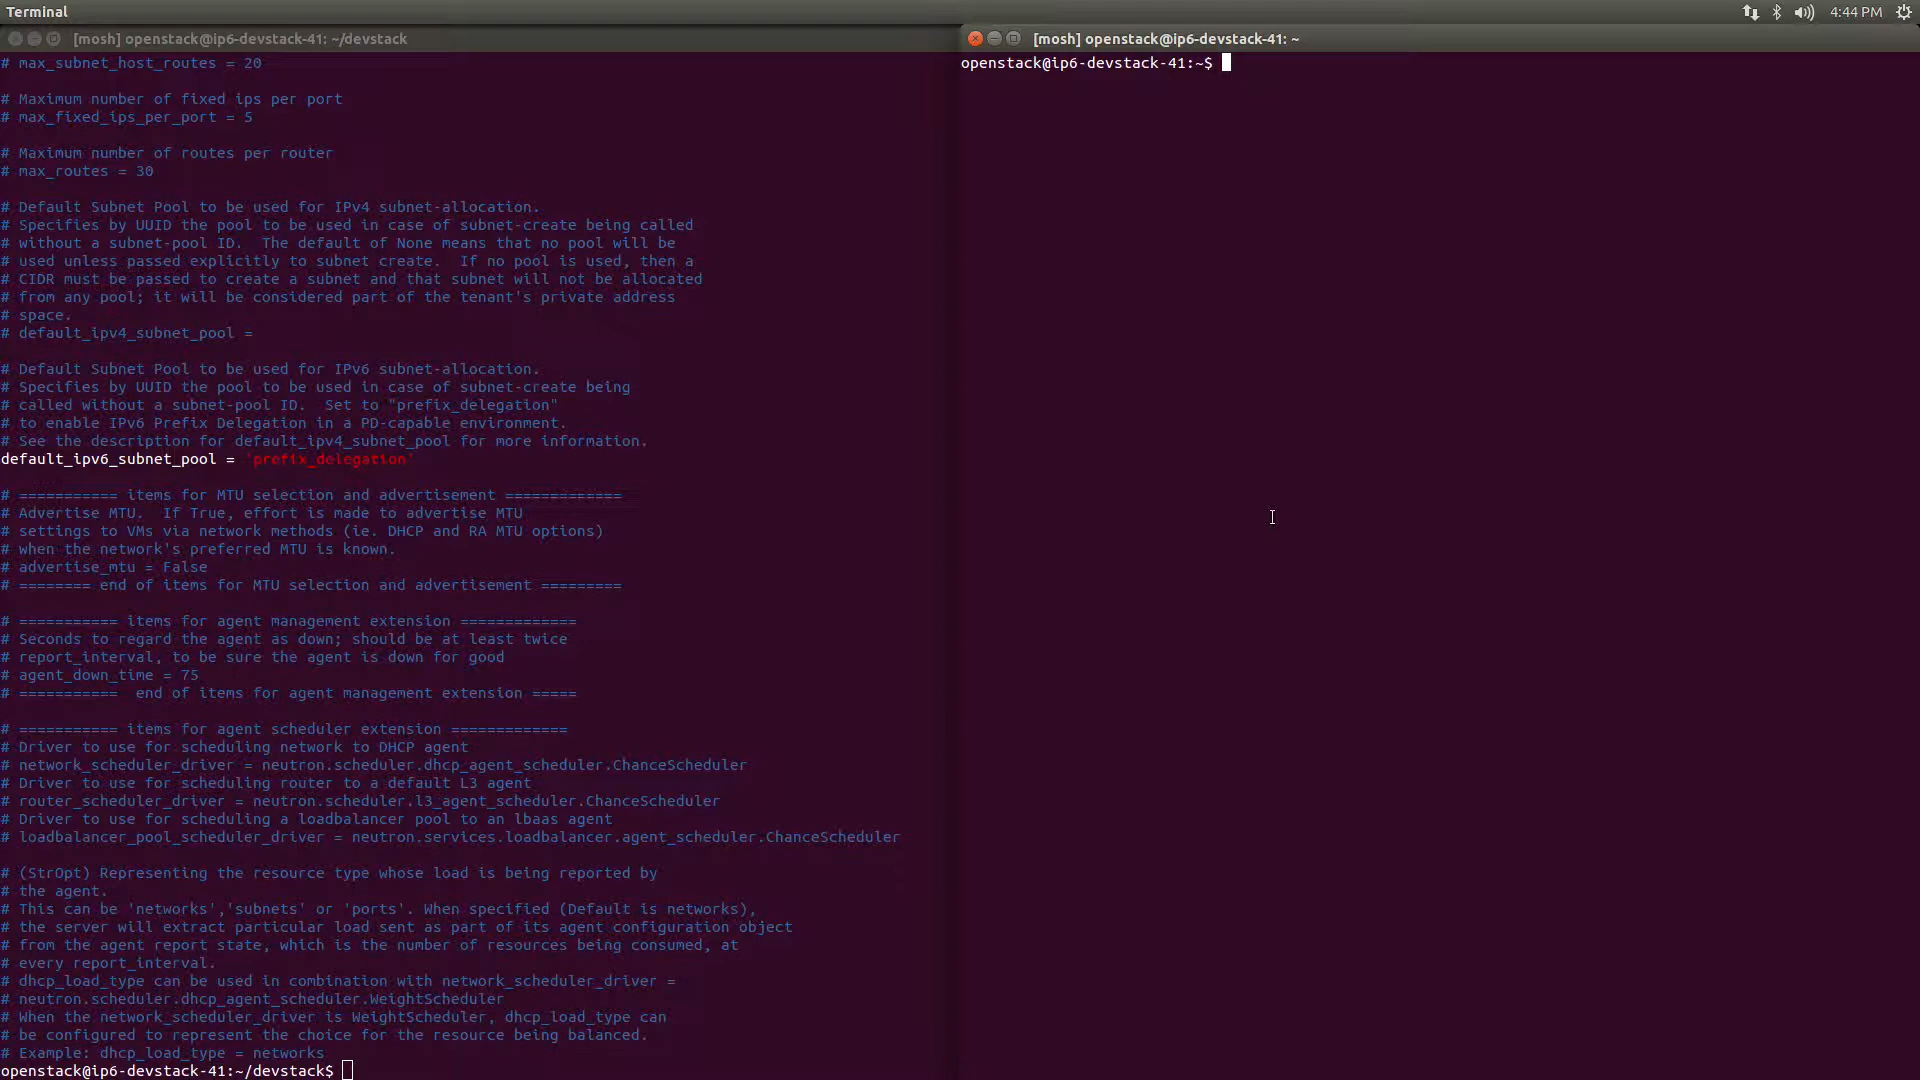 Terminal
4:44 PM
[mosh] openstack@ip6-devstack-41: ~/devstack
# max_subnet_host_routes = 20
# Maximum number of fixed ips per port
# max_fixed_ips_per_port = 5
# Maximum number of routes per router
# max_routes = 30
# Default Subnet Pool to be used for IPv4 subnet-allocation.
# Specifies by UUID the pool to be used in case of subnet-create being called
# without a subnet-pool ID.  The default of None means that no pool will be
# used unless passed explicitly to subnet create.  If no pool is used, then a
# CIDR must be passed to create a subnet and that subnet will not be allocated
# from any pool; it will be considered part of the tenant's private address
# space.
# default_ipv4_subnet_pool =
# Default Subnet Pool to be used for IPv6 subnet-allocation.
# Specifies by UUID the pool to be used in case of subnet-create being
# called without a subnet-pool ID.  Set to "prefix_delegation"
# to enable IPv6 Prefix Delegation in a PD-capable environment.
# See the description for default_ipv4_subnet_pool for more information.
default_ipv6_subnet_pool = 'prefix_delegation'
# =========== items for MTU selection and advertisement =============
# Advertise MTU.  If True, effort is made to advertise MTU
# settings to VMs via network methods (ie. DHCP and RA MTU options)
# when the network's preferred MTU is known.
# advertise_mtu = False
# ======== end of items for MTU selection and advertisement =========
# =========== items for agent management extension =============
# Seconds to regard the agent as down; should be at least twice
# report_interval, to be sure the agent is down for good
# agent_down_time = 75
# ===========  end of items for agent management extension =====
# =========== items for agent scheduler extension =============
# Driver to use for scheduling network to DHCP agent
# network_scheduler_driver = neutron.scheduler.dhcp_agent_scheduler.ChanceScheduler
# Driver to use for scheduling router to a default L3 agent
# router_scheduler_driver = neutron.scheduler.l3_agent_scheduler.ChanceScheduler
# Driver to use for scheduling a loadbalancer pool to an lbaas agent
# loadbalancer_pool_scheduler_driver = neutron.services.loadbalancer.agent_scheduler.ChanceScheduler
# (StrOpt) Representing the resource type whose load is being reported by
# the agent.
# This can be 'networks','subnets' or 'ports'. When specified (Default is networks),
# the server will extract particular load sent as part of its agent configuration object
# from the agent report state, which is the number of resources being consumed, at
# every report_interval.
# dhcp_load_type can be used in combination with network_scheduler_driver =
# neutron.scheduler.dhcp_agent_scheduler.WeightScheduler
# When the network_scheduler_driver is WeightScheduler, dhcp_load_type can
# be configured to represent the choice for the resource being balanced.
# Example: dhcp_load_type = networks
openstack@ip6-devstack-41:~/devstack$
[mosh] openstack@ip6-devstack-41: ~
openstack@ip6-devstack-41:~$